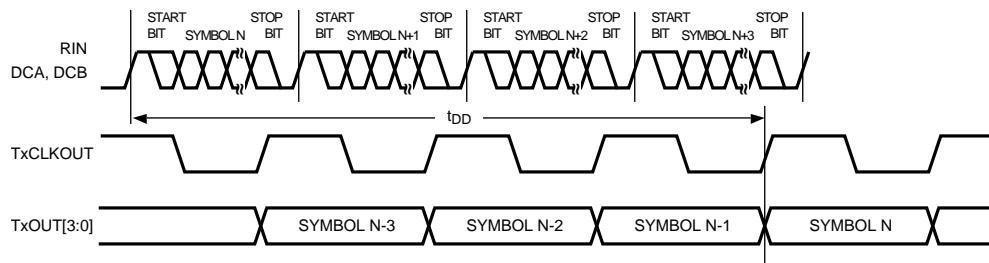 START STOP START STOP START STOP START STOP
BIT SYMBOL N BIT BIT SYMBOL N+1 BIT BIT SYMBOL N+2 BIT BIT SYMBOL N+3 BIT
RIN
DCA, DCB
tDD
TxCLKOUT
TxOUT[3:0] SYMBOL N-3 SYMBOL N-2 SYMBOL N-1 SYMBOL N